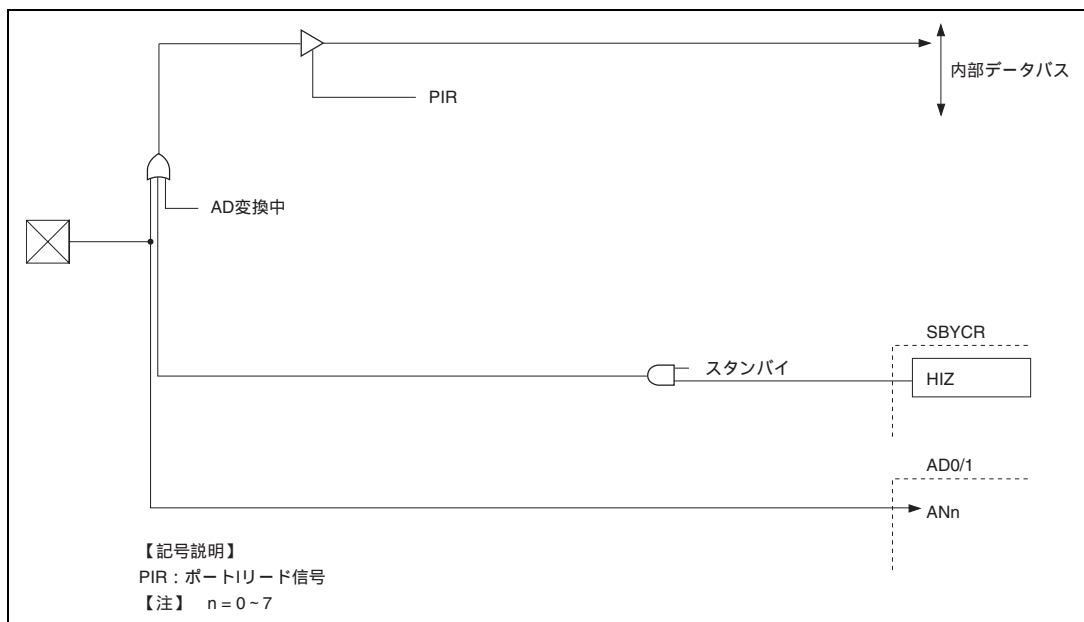 内部データバス
PIR
AD変換中
SBYCR
スタンバイ
HIZ
AD0/1
ANn
【記号説明】
PIR：ポートIリード信号
【注】 n = 0 ~ 7